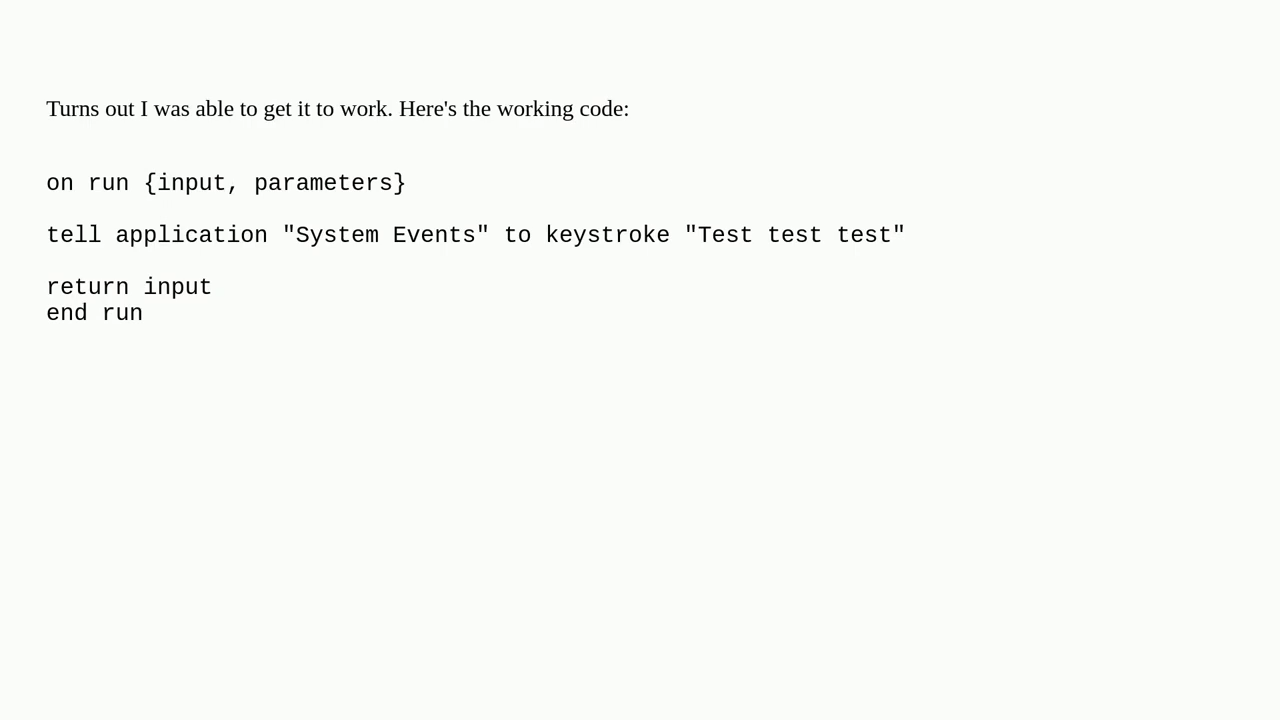 Turns out I was able to get it to work. Here's the working code:
on run {input, parameters}
tell application "System Events" to keystroke "Test test test"
return input
end run